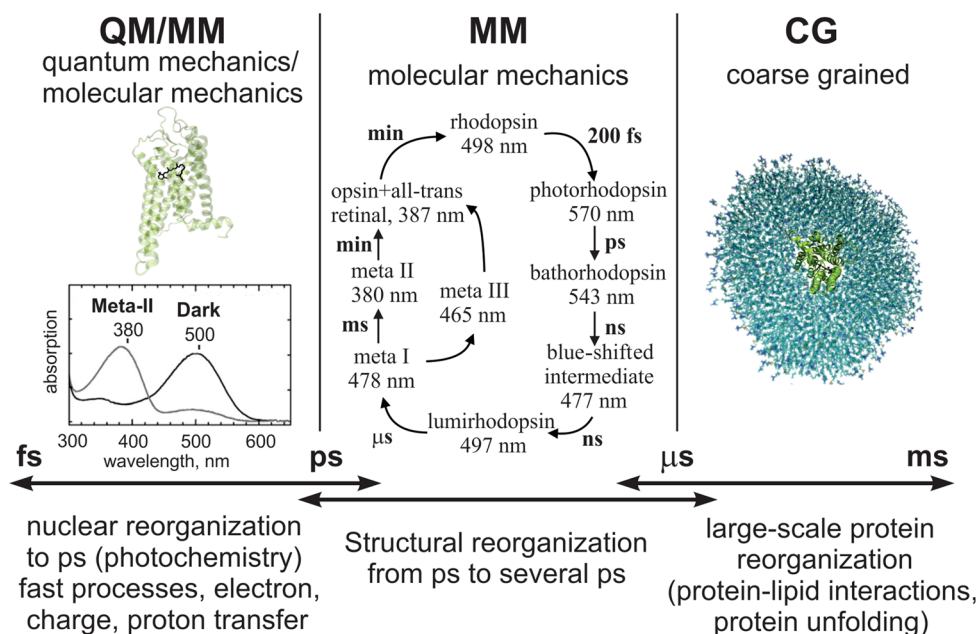 QM/MM
quantum mechanics/
molecular mechanics
Meta-II
380
Dark
500
absorption
300
400
500
600
wavelength, nm
MM
molecular mechanics
rhodopsin
498 nm
200 fs
photorhodopsin
570 nm
ps
bathorhodopsin
543 nm
ns
blue-shifted
intermediate
477 nm
ns
lumirhodopsin
497 nm
μs
meta I
478 nm
ms
meta II
380 nm
meta III
465 nm
min
opsin+all-trans
retinal, 387 nm
min
CG
coarse grained
fs
ps
μs
ms
nuclear reorganization
to ps (photochemistry)
fast processes, electron,
charge, proton transfer
Structural reorganization
from ps to several ps
large-scale protein
reorganization
(protein-lipid interactions,
protein unfolding)